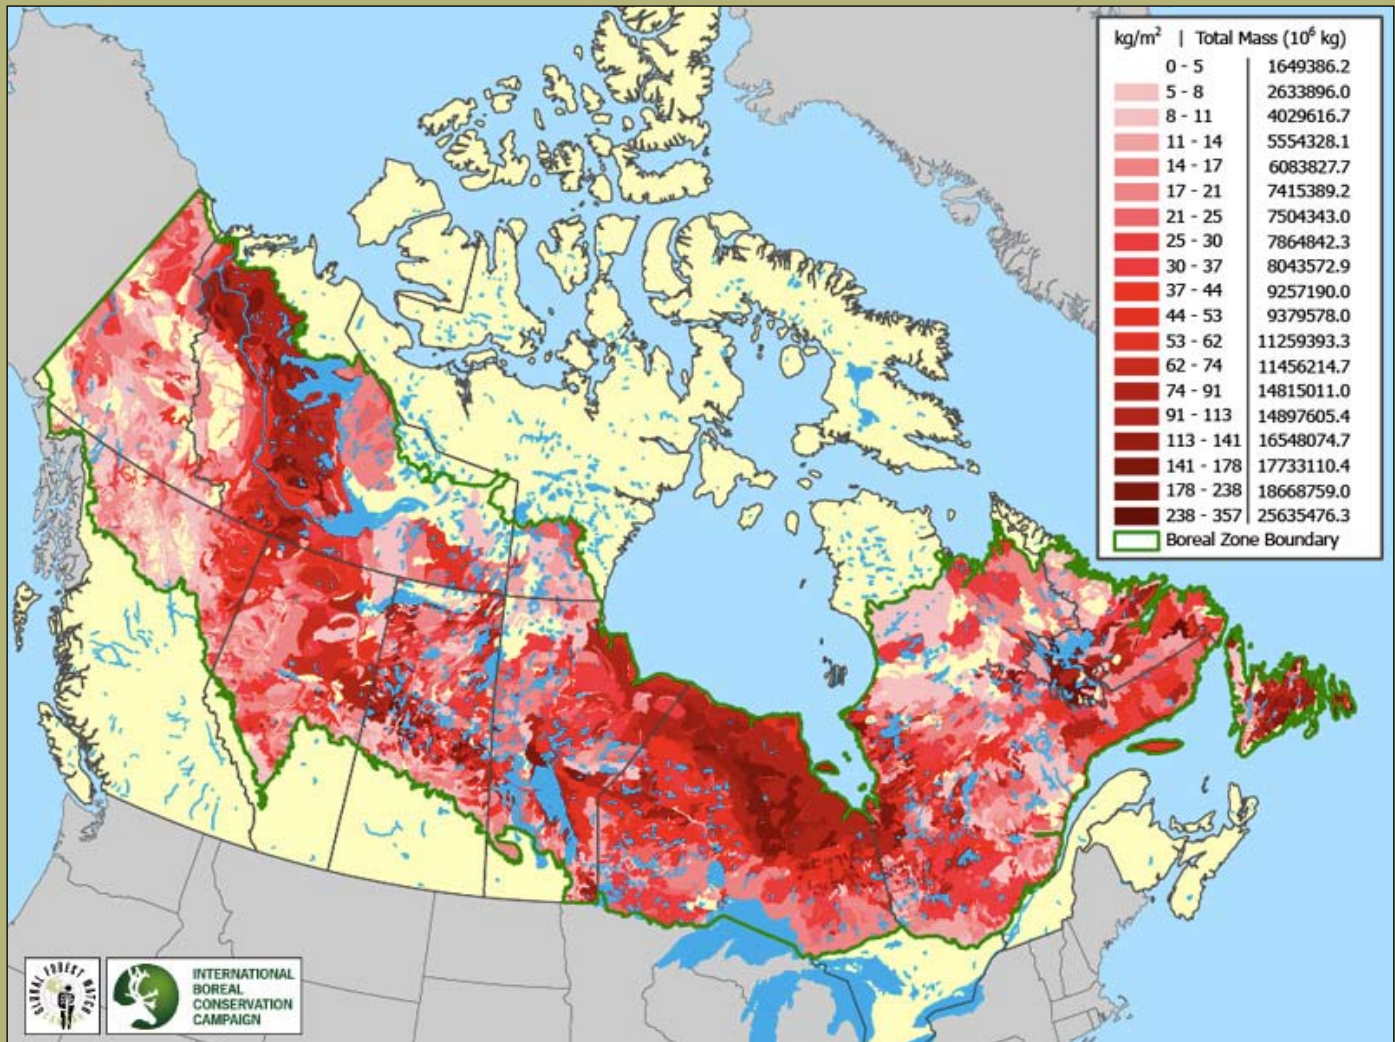 kg/m² | Total Mass (10⁶ kg)
0 - 5 1649386.2
5 - 8 2633896.0
8 - 11 4029616.7
11 - 14 5554328.1
14 - 17 6083827.7
17 - 21 7415389.2
21 - 25 7504343.0
25 - 30 7864842.3
30 - 37 8043572.9
37 - 44 9257190.0
44 - 53 9379578.0
53 - 62 11259393.3
62 - 74 11456214.7
74 - 91 14815011.0
91 - 113 14897605.4
113 - 141 16548074.7
141 - 178 17733110.4
178 - 238 18668759.0
238 - 357 25635476.3
Boreal Zone Boundary
GLOBAL FOREST WATCH
CANADA
INTERNATIONAL
BOREAL
CONSERVATION
CAMPAIGN